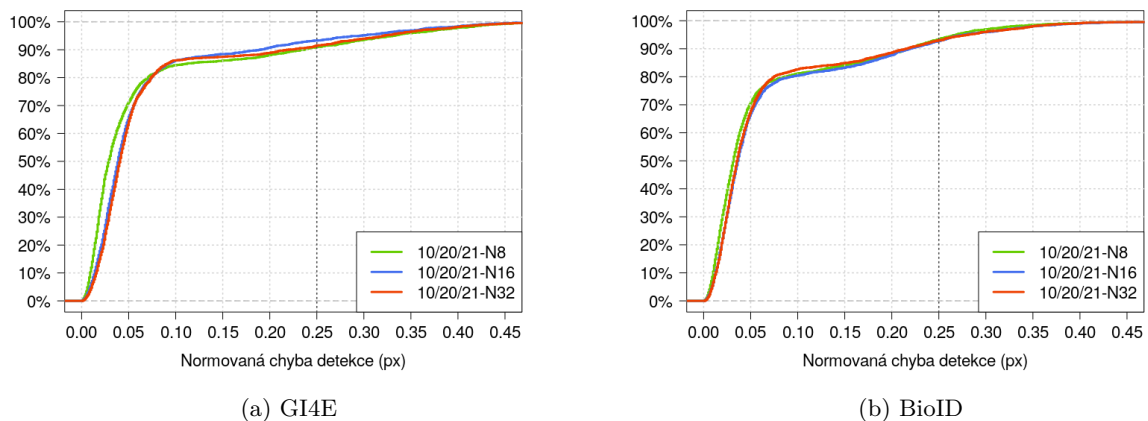 100%
90%
80%
70%
60%
50%
40%
30%
20%
10%
0%
10/20/21-N8
10/20/21-N16
10/20/21-N32
0.00 0.05 0.10 0.15 0.20 0.25 0.30 0.35 0.40 0.45
Normovaná chyba detekce (px)
(a) GI4E
100%
90%
80%
70%
60%
50%
40%
30%
20%
10%
0%
10/20/21-N8
10/20/21-N16
10/20/21-N32
0.00 0.05 0.10 0.15 0.20 0.25 0.30 0.35 0.40 0.45
Normovaná chyba detekce (px)
(b) BioID